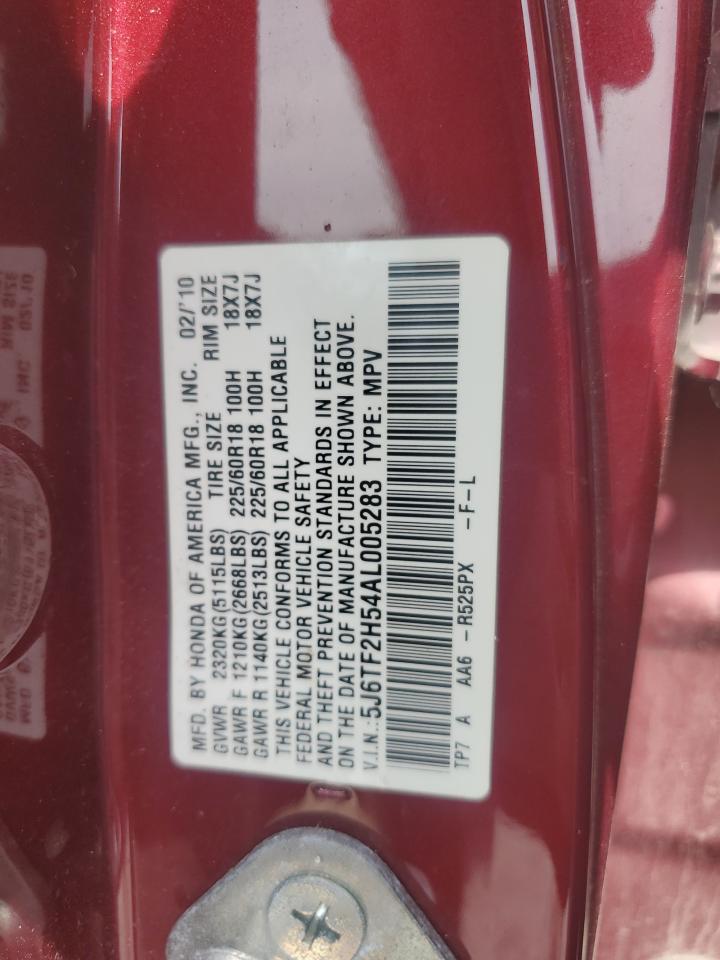 MFD. BY HONDA OF AMERICA MFG., INC. 02/'10
GVWR 2320KG(5115LBS) TIRE SIZE RIM SIZE
GAWR F 1210KG(2668LBS) 225/60R18 100H 18X7J
GAWR R 1140KG(2513LBS) 225/60R18 100H 18X7J
THIS VEHICLE CONFORMS TO ALL APPLICABLE
FEDERAL MOTOR VEHICLE SAFETY
AND THEFT PREVENTION STANDARDS IN EFFECT
ON THE DATE OF MANUFACTURE SHOWN ABOVE.
V.I.N.: 5J6TF2H54AL005283 TYPE: MPV
TP7 A AA6 -R525PX -F-L